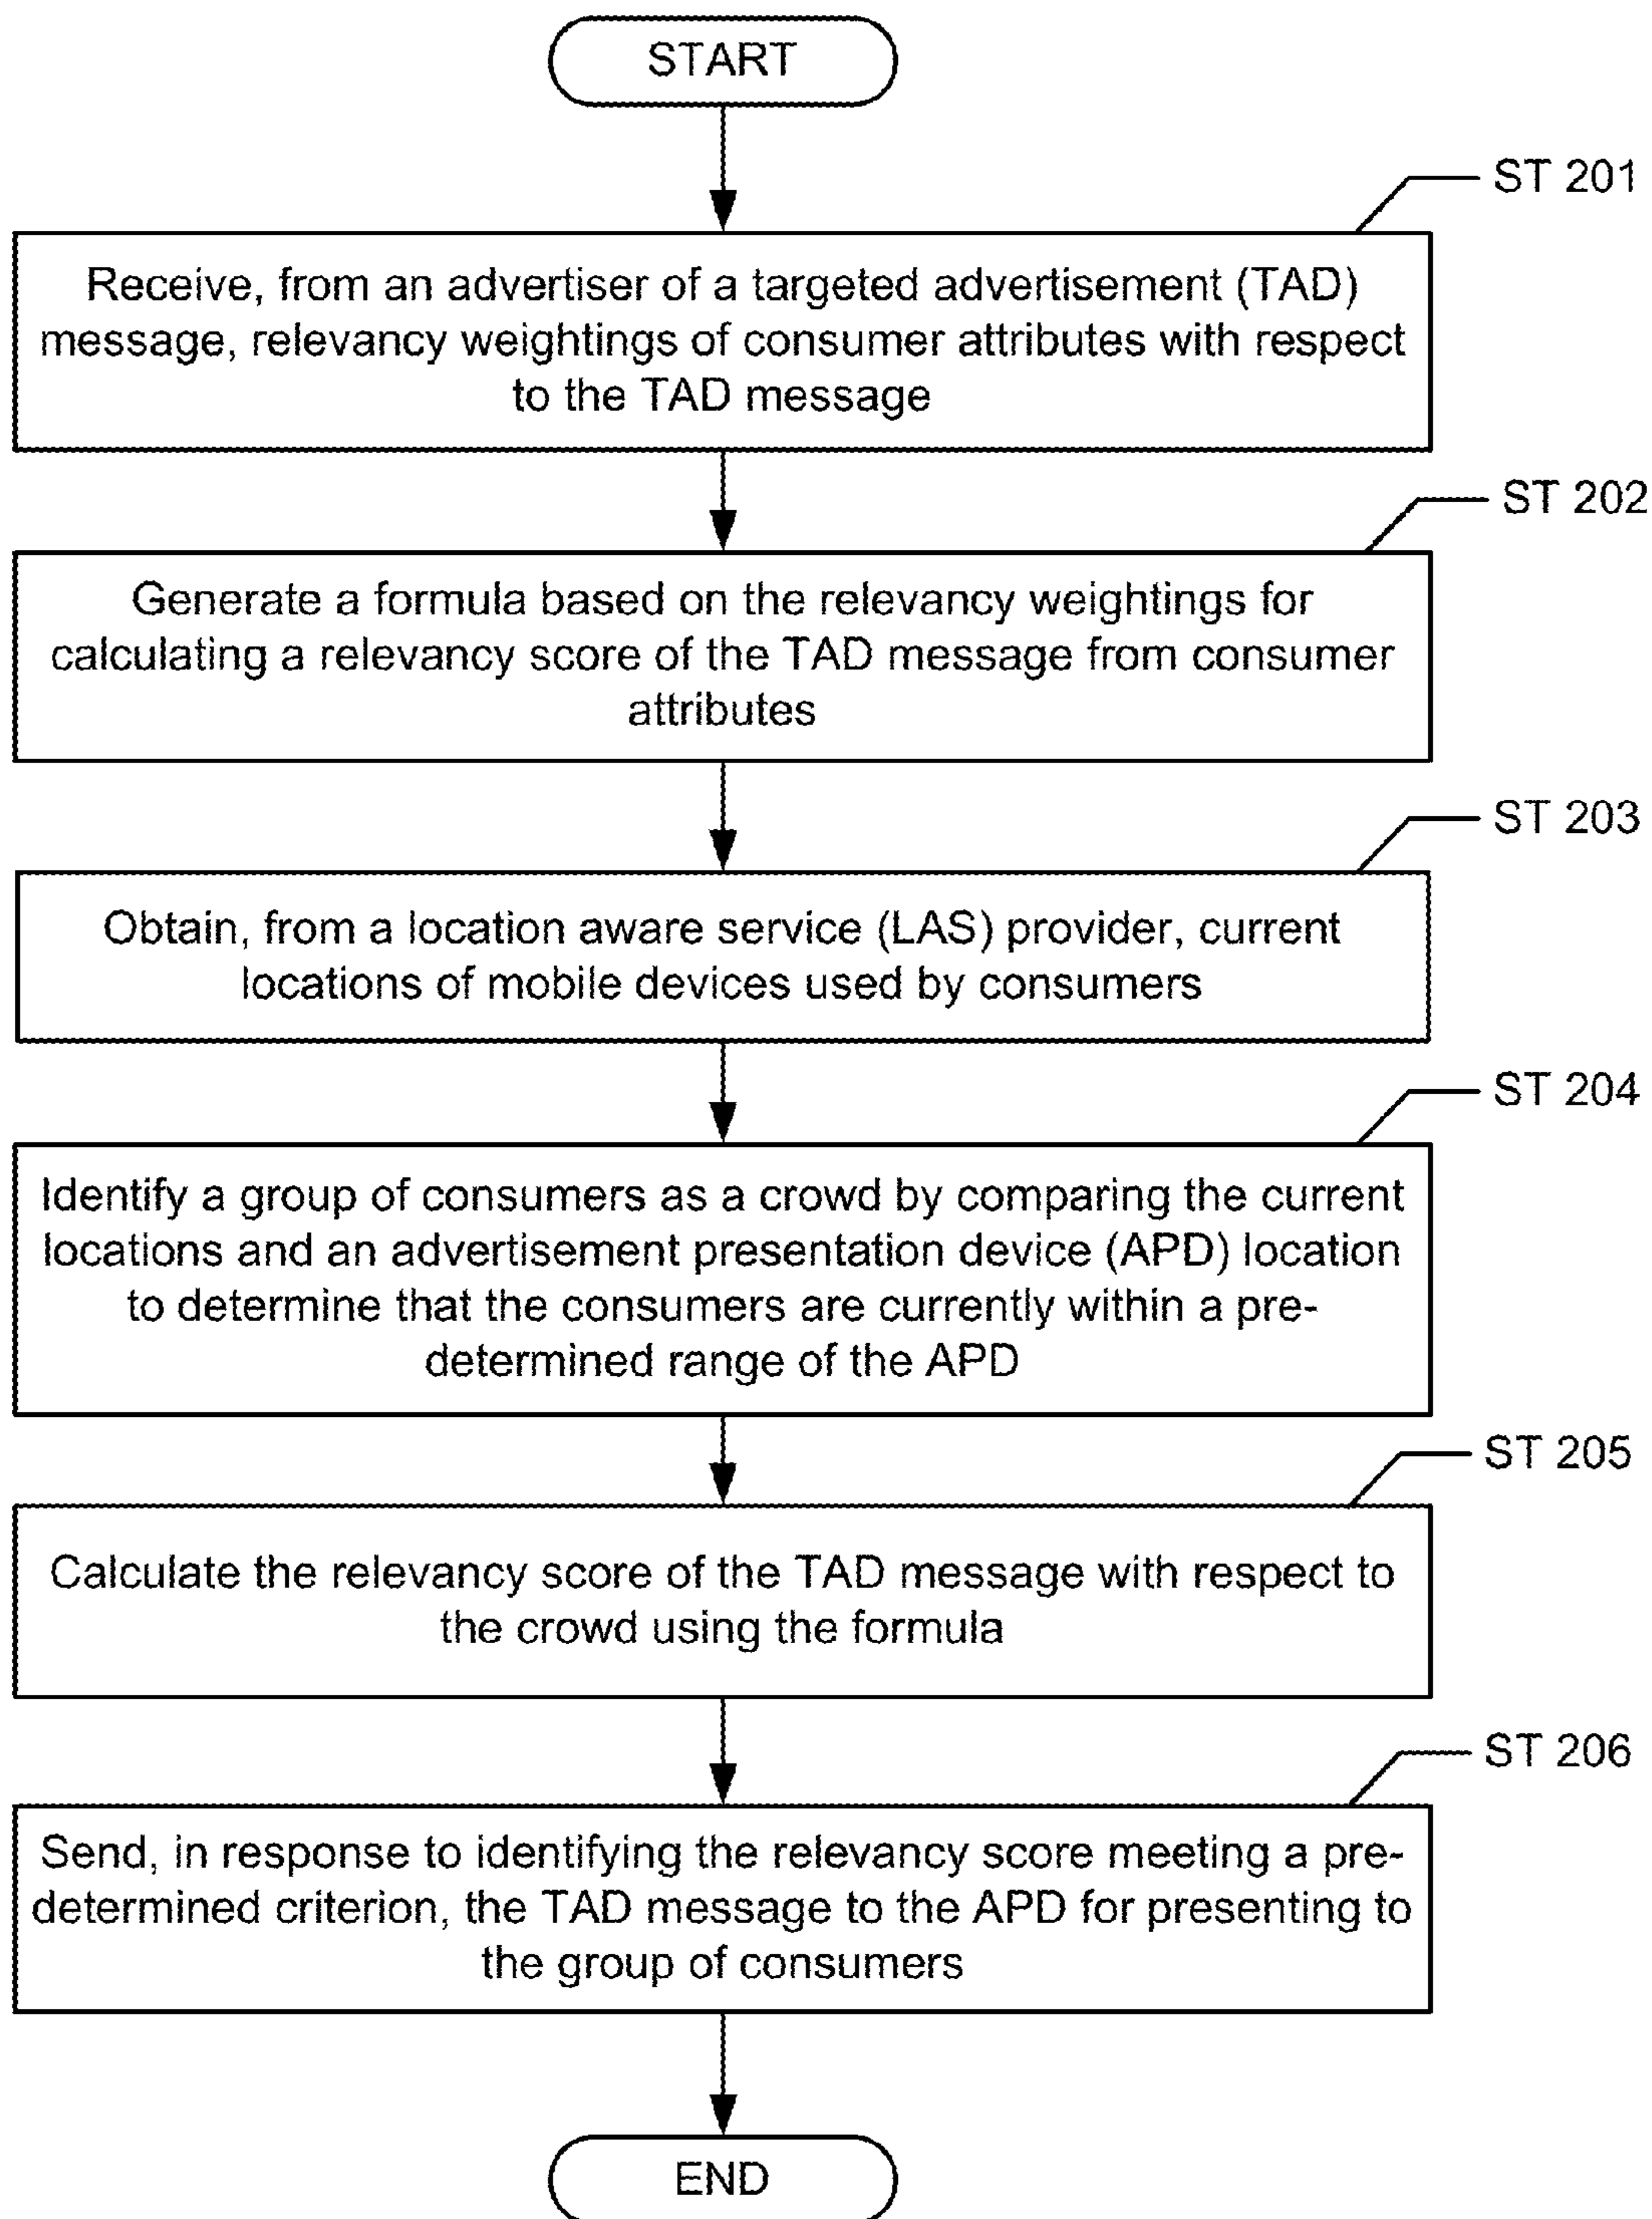 START
ST 201
Receive, from an advertiser of a targeted advertisement (TAD)
message, relevancy weightings of consumer attributes with respect
to the TAD message
ST 202
Generate a formula based on the relevancy weightings for
calculating a relevancy score of the TAD message from consumer
attributes
ST 203
Obtain, from a location aware service (LAS) provider, current
locations of mobile devices used by consumers
ST 204
Identify a group of consumers as a crowd by comparing the current
locations and an advertisement presentation device (APD) location
to determine that the consumers are currently within a pre-
determined range of the APD
ST 205
Calculate the relevancy score of the TAD message with respect to
the crowd using the formula
ST 206
Send, in response to identifying the relevancy score meeting a pre-
determined criterion, the TAD message to the APD for presenting to
the group of consumers
END